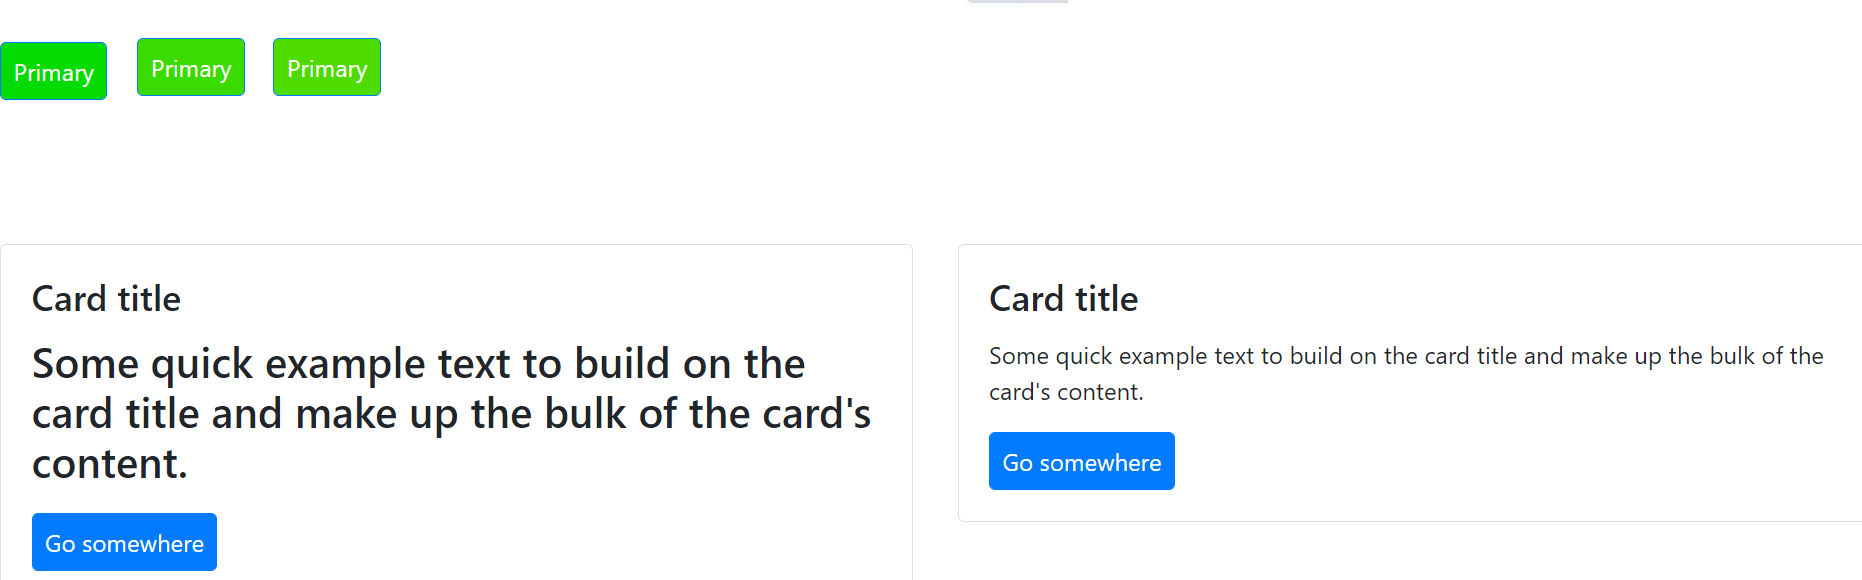 Primary
Primary
Primary
Card title
Some quick example text to build on the
card title and make up the bulk of the card's
content.
Go somewhere
Card title
Some quick example text to build on the card title and make up the bulk of the
card's content.
Go somewhere